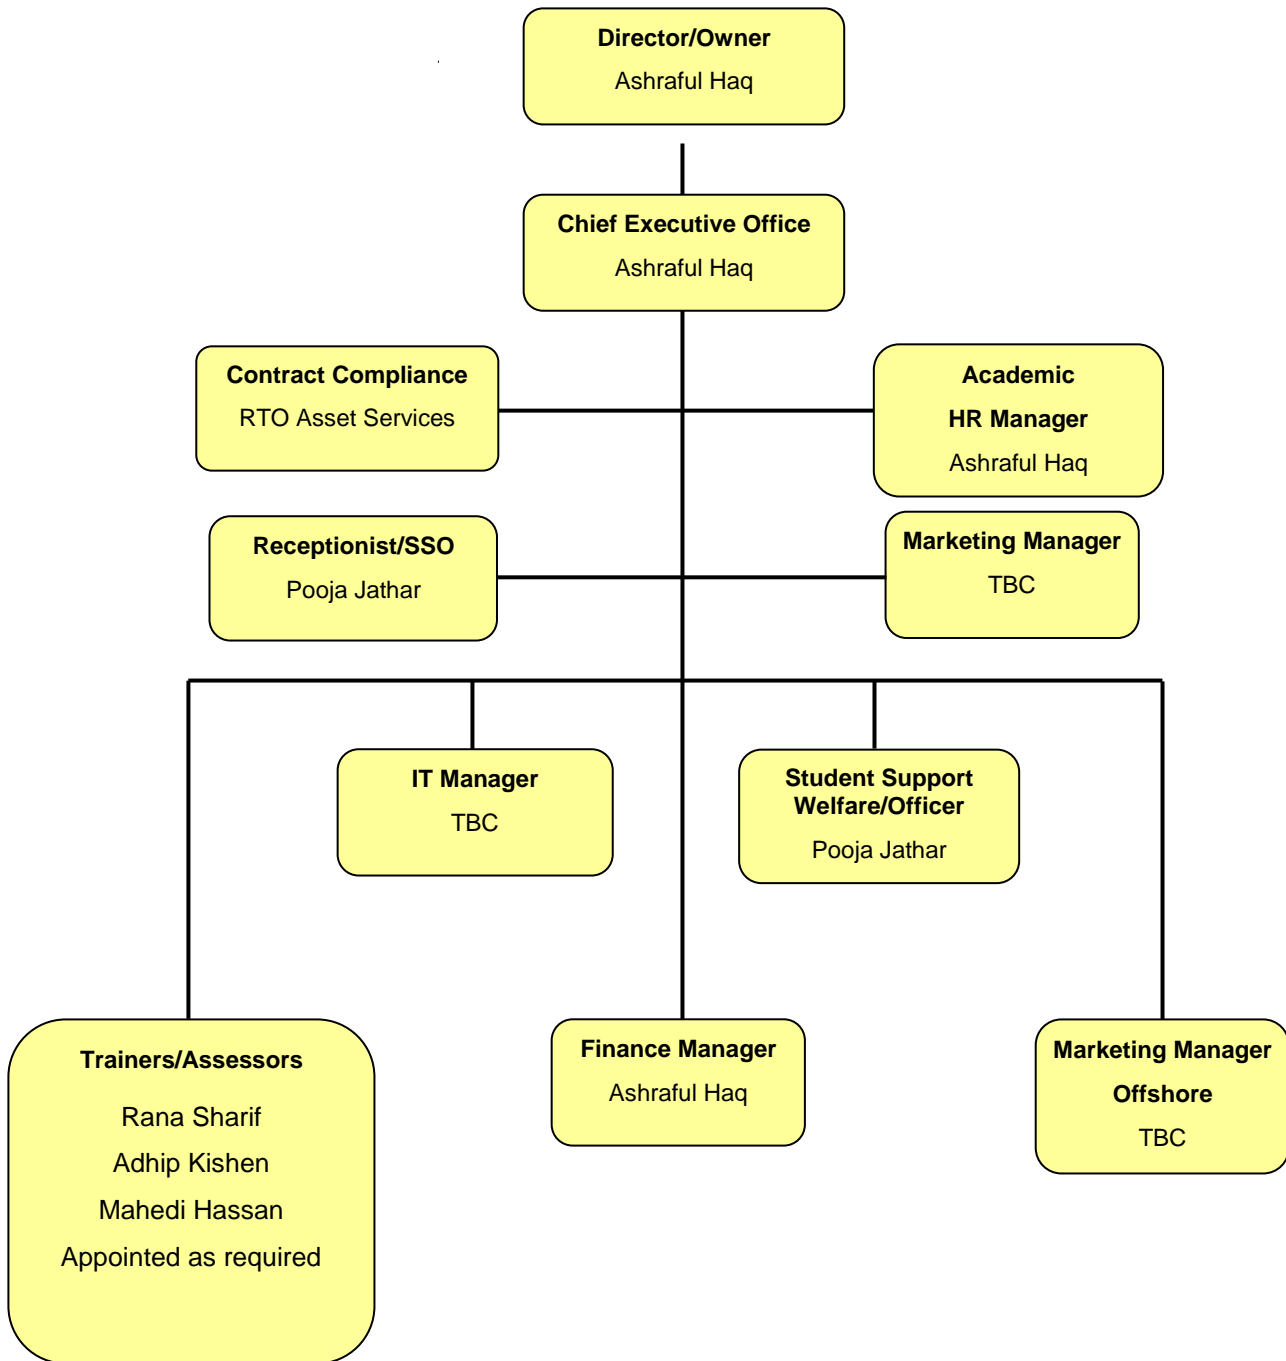 Director/Owner
Ashraful Haq
Chief Executive Office
Ashraful Haq
Contract Compliance
RTO Asset Services
Academic
HR Manager
Ashraful Haq
Receptionist/SSO
Pooja Jathar
Marketing Manager
TBC
IT Manager
TBC
Student Support
Welfare/Officer
Pooja Jathar
Trainers/Assessors
Rana Sharif
Adhip Kishen
Mahedi Hassan
Appointed as required
Finance Manager
Ashraful Haq
Marketing Manager
Offshore
TBC